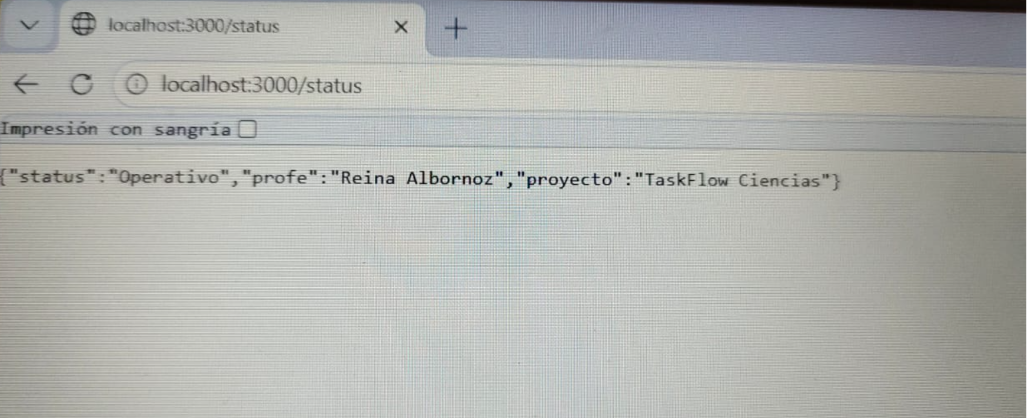 localhost:3000/status
localhost:3000/status
Impresión con sangría
{"status":"Operativo","profe":"Reina Albornoz","proyecto":"TaskFlow Ciencias"}